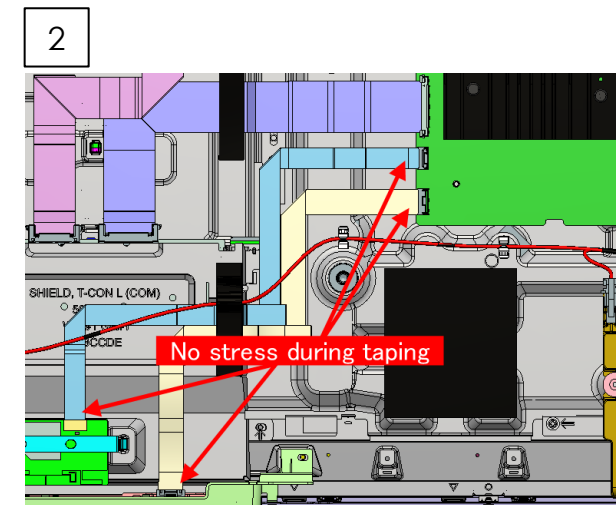 2
SHIELD, T-CON L (COM)
No stress during taping